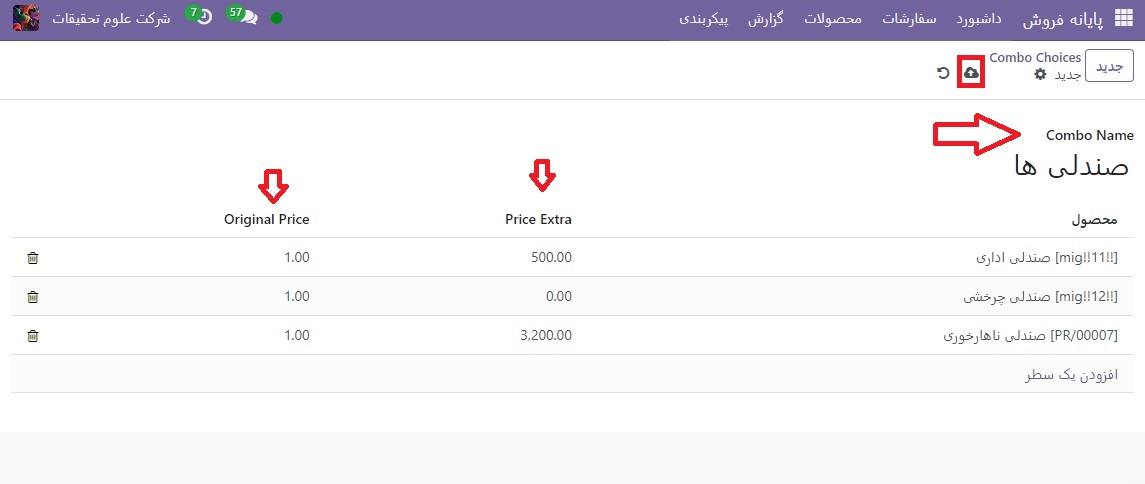 پایانه فروش داشبورد سفارشات محصولات گزارش پیکربندی 57 7 شرکت علوم تحقیقات
جدید Combo Choices
جدید
Combo Name
صندلی ها
محصول Price Extra Original Price
[mig!!11!!] صندلی اداری 500.00 1.00
[mig!!12!!] صندلی چرخشی 0.00 1.00
[PR/00007] صندلی ناهارخوری 3,200.00 1.00
افزودن یک سطر